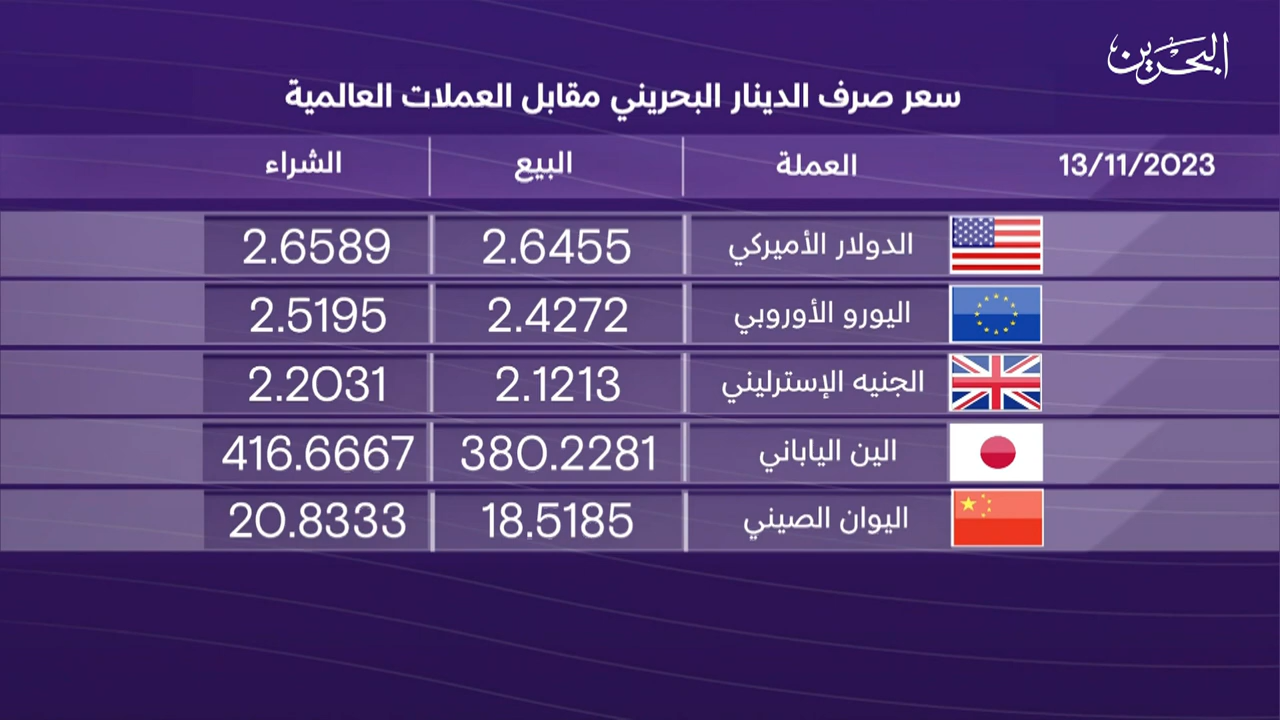 البحرين
سعر صرف الدينار البحريني مقابل العملات العالمية
13/11/2023 العملة البيع الشراء
الدولار الأميركي 2.6455 2.6589
اليورو الأوروبي 2.4272 2.5195
الجنيه الإسترليني 2.1213 2.2031
الين الياباني 380.2281 416.6667
اليوان الصيني 18.5185 20.8333